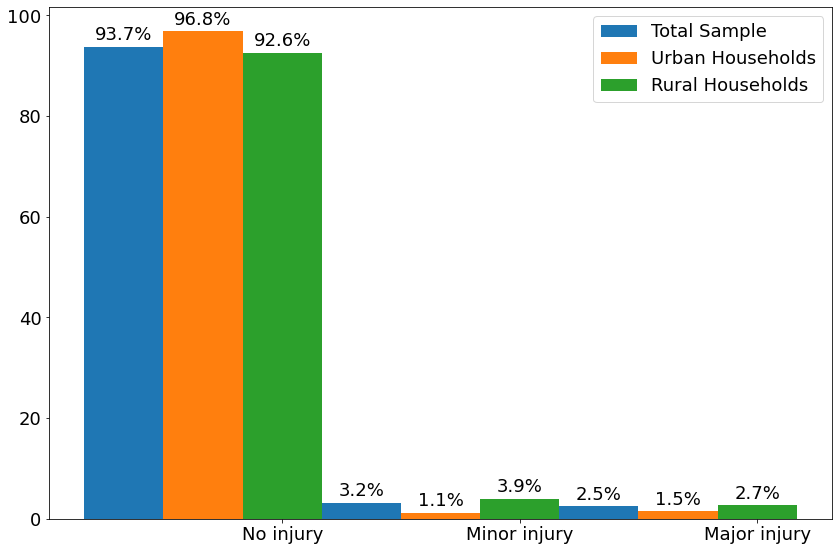 100
80
60
40
20
0
93.7%
96.8%
92.6%
3.2%
1.1%
3.9%
2.5%
1.5%
2.7%
Total Sample
Urban Households
Rural Households
No injury
Minor injury
Major injury